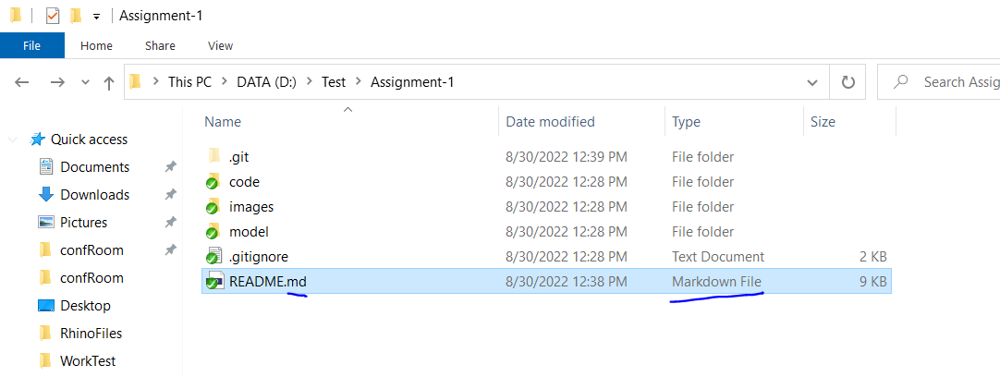 Assignment-1
File Home Share View
This PC > DATA (D:) > Test > Assignment-1
Search Assig
Name Date modified Type Size
Quick access
Documents
Downloads
Pictures
confRoom
confRoom
Desktop
RhinoFiles
WorkTest
.git 8/30/2022 12:39 PM File folder
code 8/30/2022 12:28 PM File folder
images 8/30/2022 12:28 PM File folder
model 8/30/2022 12:28 PM File folder
.gitignore 8/30/2022 12:28 PM Text Document 2 KB
README.md 8/30/2022 12:38 PM Markdown File 9 KB